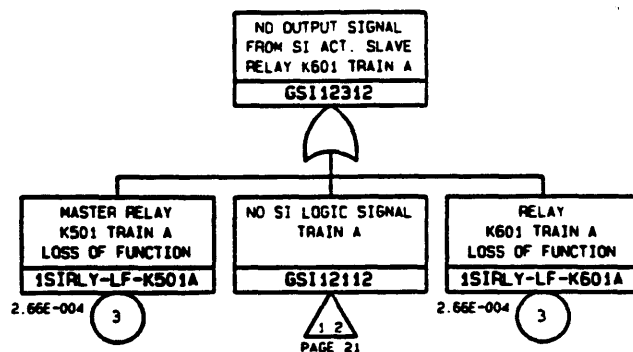 NO OUTPUT SIGNAL
FROM SI ACT. SLAVE
RELAY K601 TRAIN A
GSI12312
MASTER RELAY
K501 TRAIN A
LOSS OF FUNCTION
1SIRLY-LF-K501A
2.66E-004
3
NO SI LOGIC SIGNAL
TRAIN A
GSI12112
1 2
PAGE 21
RELAY
K601 TRAIN A
LOSS OF FUNCTION
1SIRLY-LF-K601A
2.66E-004
3